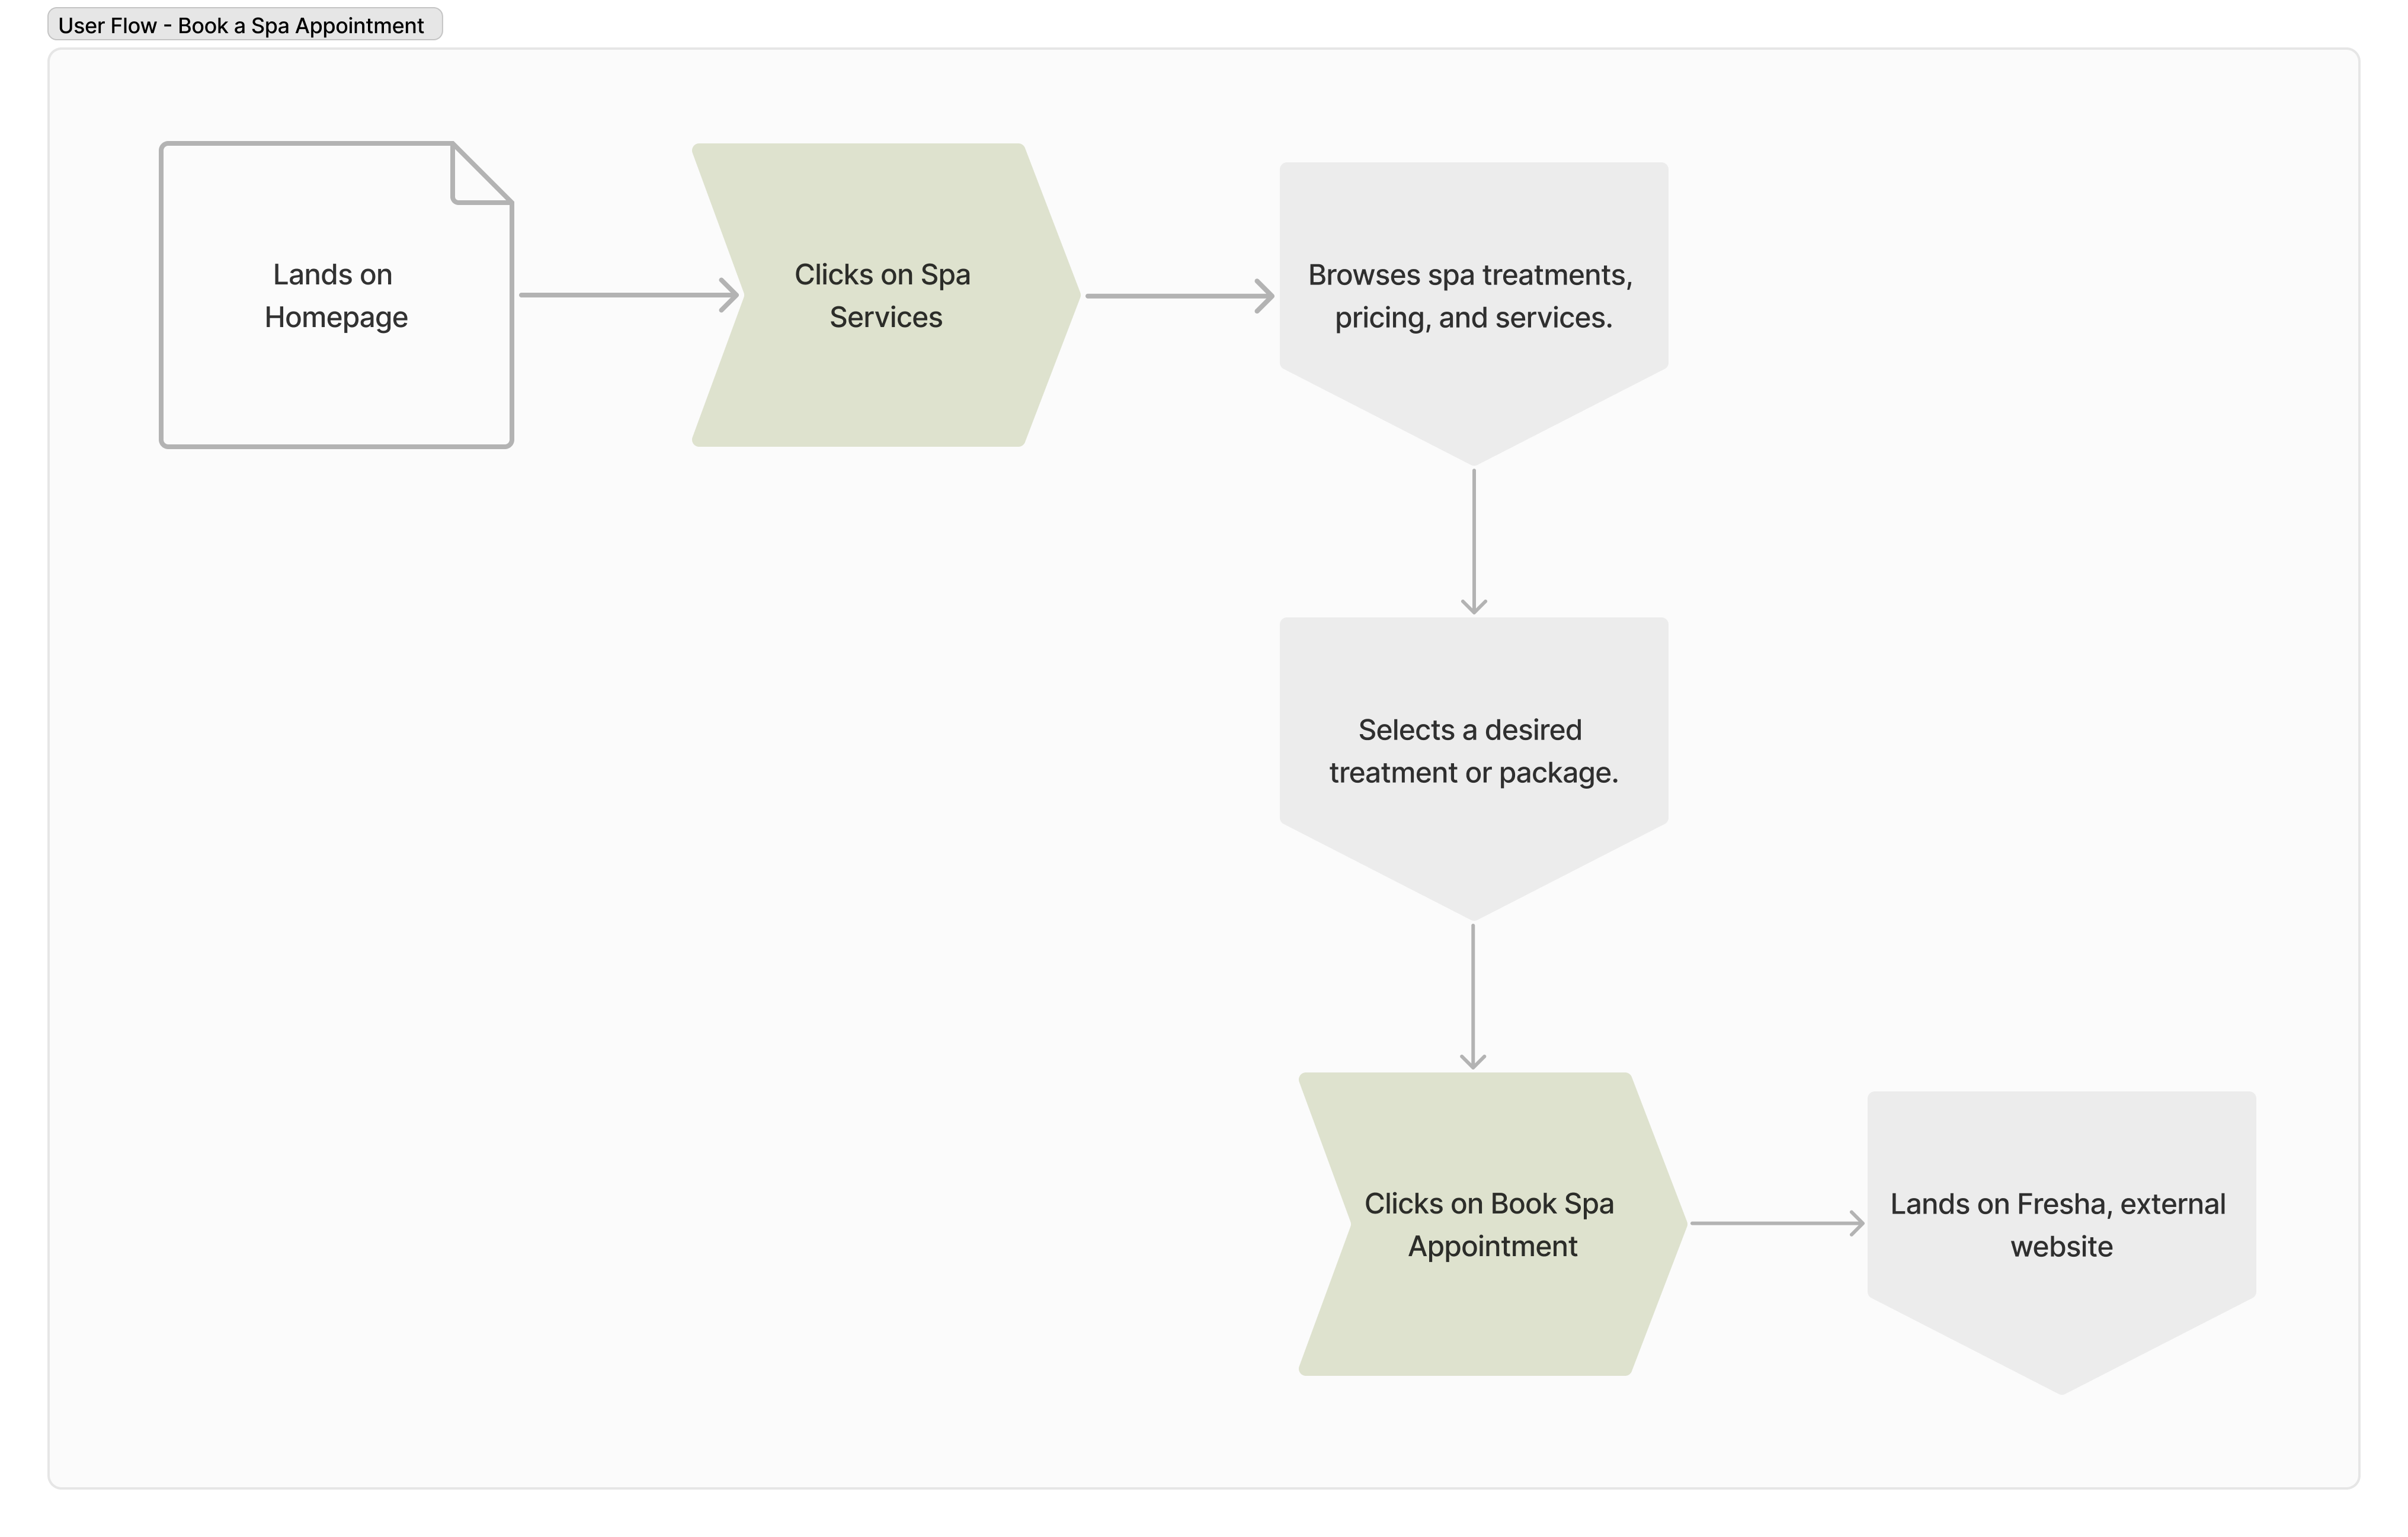 User Flow - Book a Spa Appointment
Lands on
Homepage
Clicks on Spa
Services
Browses spa treatments,
pricing, and services.
Selects a desired
treatment or package.
Clicks on Book Spa
Appointment
Lands on Fresha, external
website